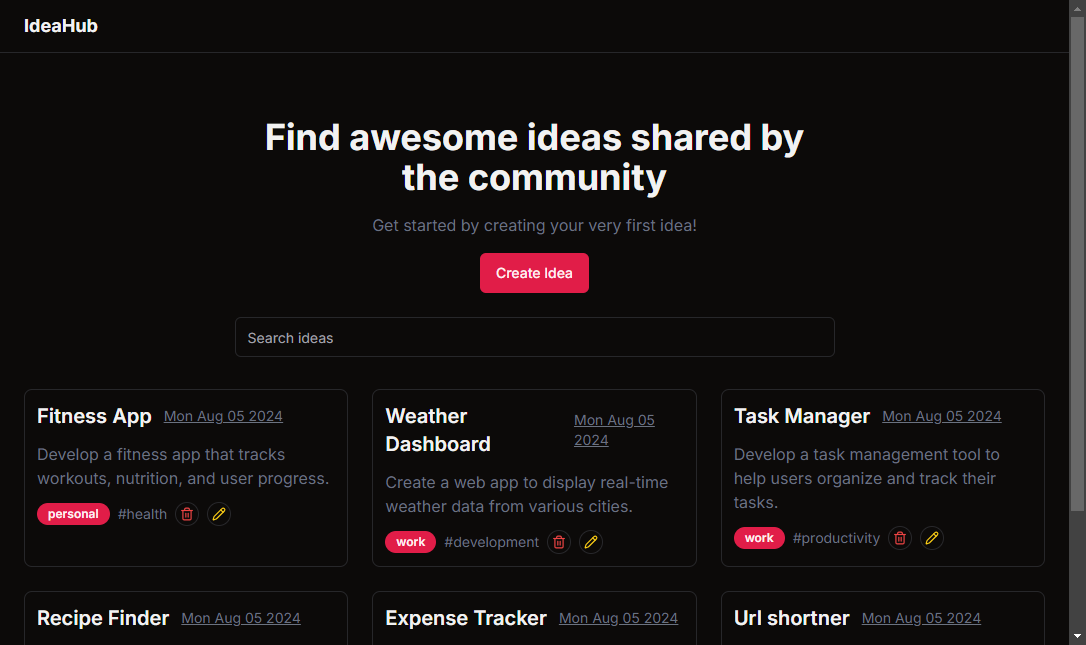 IdeaHub
Find awesome ideas shared by
the community
Get started by creating your very first idea!
Create Idea
Search ideas
Fitness App Mon Aug 05 2024
Develop a fitness app that tracks
workouts, nutrition, and user progress.
personal #health
Weather
Dashboard
Mon Aug 05
2024
Create a web app to display real-time
weather data from various cities.
work #development
Task Manager Mon Aug 05 2024
Develop a task management tool to
help users organize and track their
tasks.
work #productivity
Recipe Finder Mon Aug 05 2024
Expense Tracker Mon Aug 05 2024
Url shortner Mon Aug 05 2024